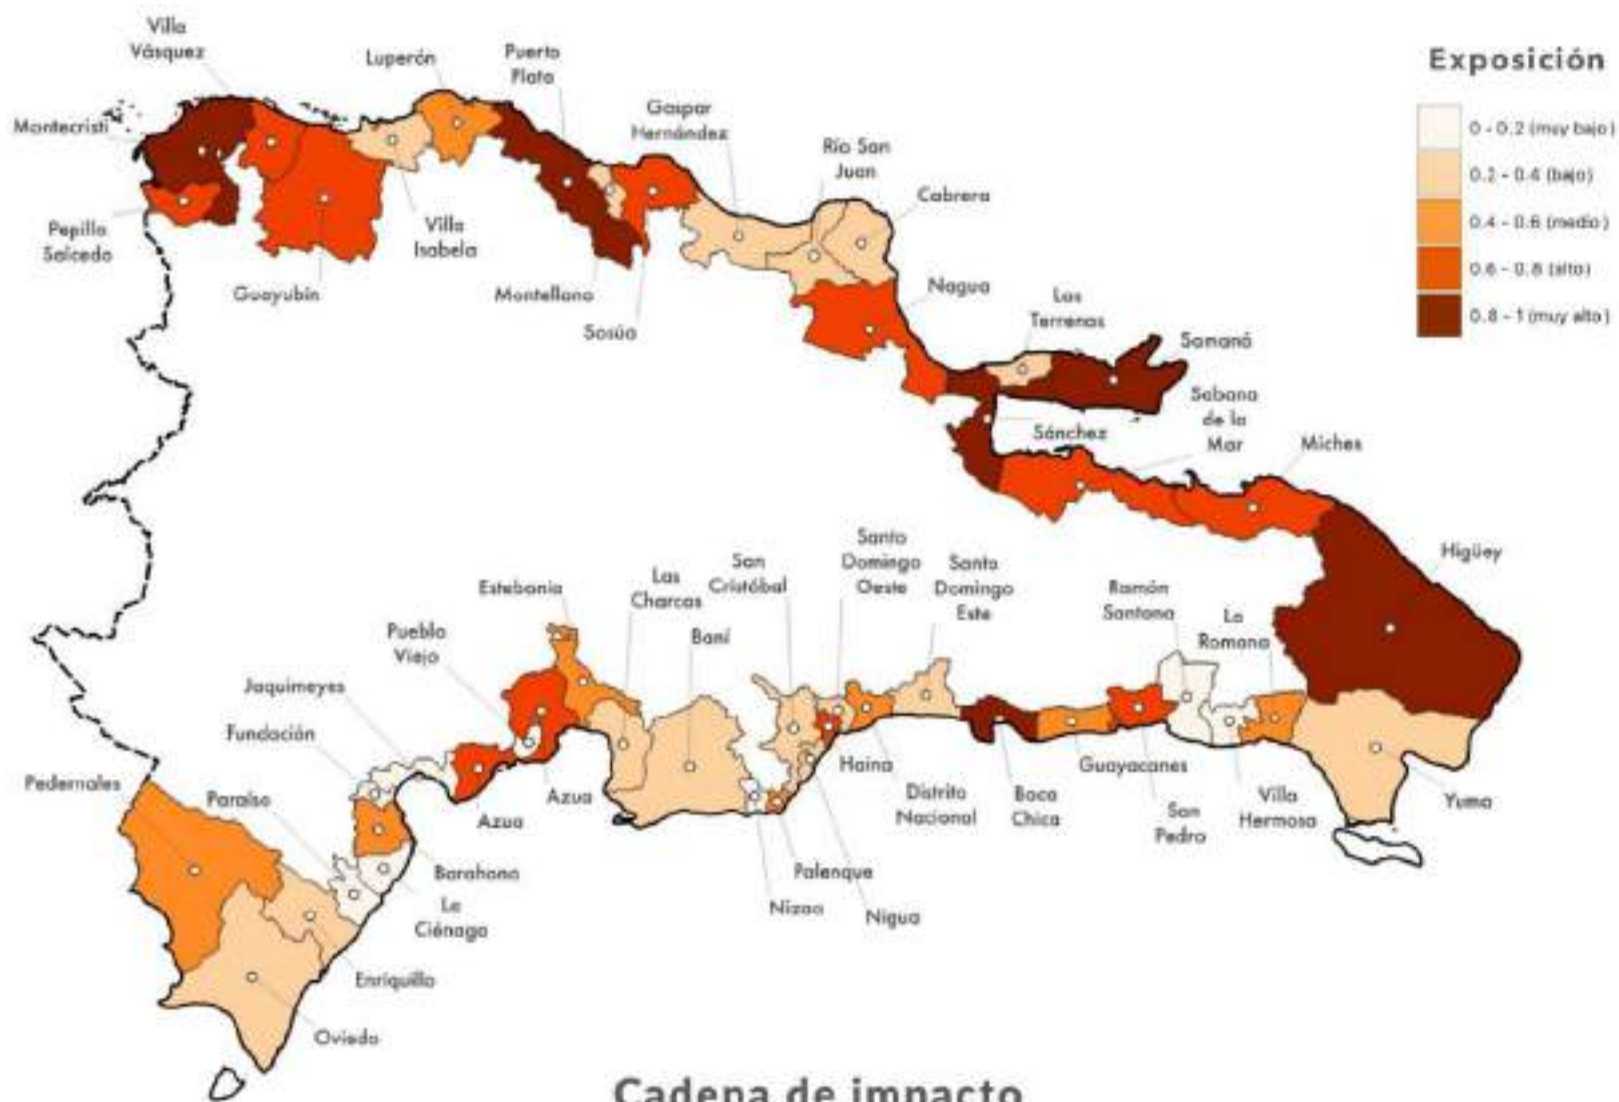 Villa
Vásquez
Luperón
Puerto
Plata
Gaspar
Hernández
Río San
Juan
Cabrera
Montecristi
Pepillo
Salcedo
Guayubín
Villa
Isabela
Montellano
Sosúa
Nagua
Las
Terrenas
Samaná
Sabana
de la
Mar
Sánchez
Miches
Higüey
Exposición
0 - 0.2 (muy bajo)
0.2 - 0.4 (bajo)
0.4 - 0.6 (medio)
0.6 - 0.8 (alto)
0.8 - 1 (muy alto)
Estebanía
Las
Charcas
San
Cristóbal
Baní
Santo
Domingo
Oeste
Santo
Domingo
Este
Ramón
Santana
La
Romana
Pueblo
Viejo
Jaquimeyes
Fundación
Pedernales
Paraíso
Azua
Azua
Barahona
La
Ciénaga
Enriquillo
Oviedo
Haina
Distrito
Nacional
Palenque
Nizao
Nigua
Boca
Chica
Guayacanes
San
Pedro
Villa
Hermosa
Yuma
Cadena de impacto